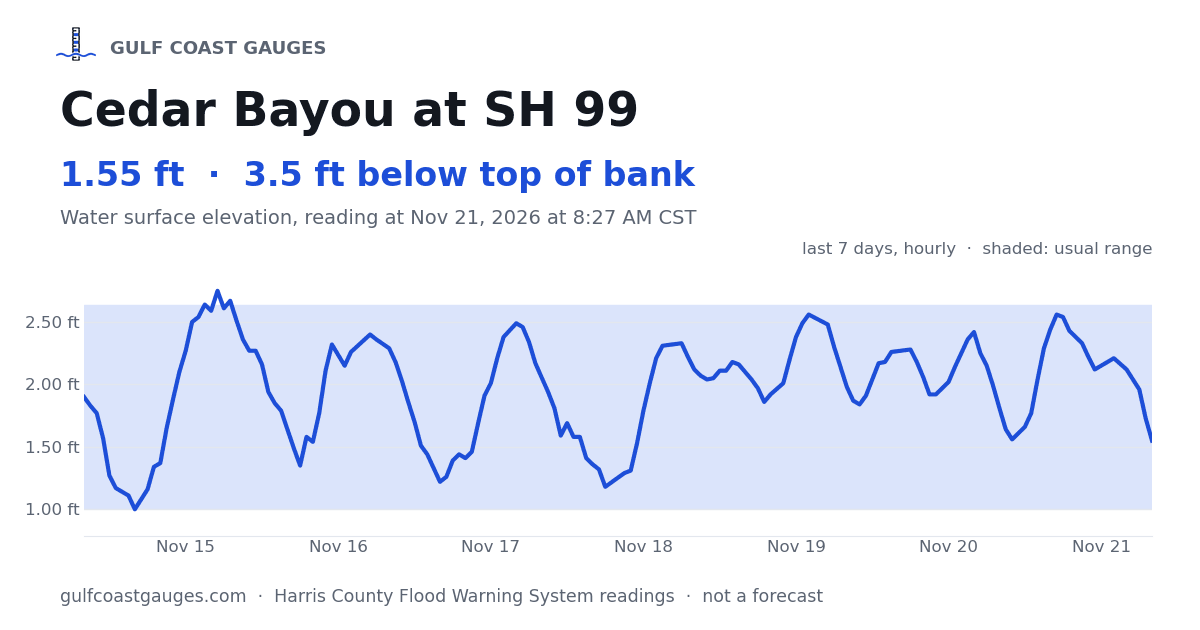 GULF COAST GAUGES
Cedar Bayou at SH 99
1.55 ft · 3.5 ft below top of bank
Water surface elevation, reading at Nov 21, 2026 at 8:27 AM CST
last 7 days, hourly · shaded: usual range
2.50 ft
2.00 ft
1.50 ft
1.00 ft
Nov 15 Nov 16 Nov 17 Nov 18 Nov 19 Nov 20 Nov 21
gulfcoastgauges.com · Harris County Flood Warning System readings · not a forecast